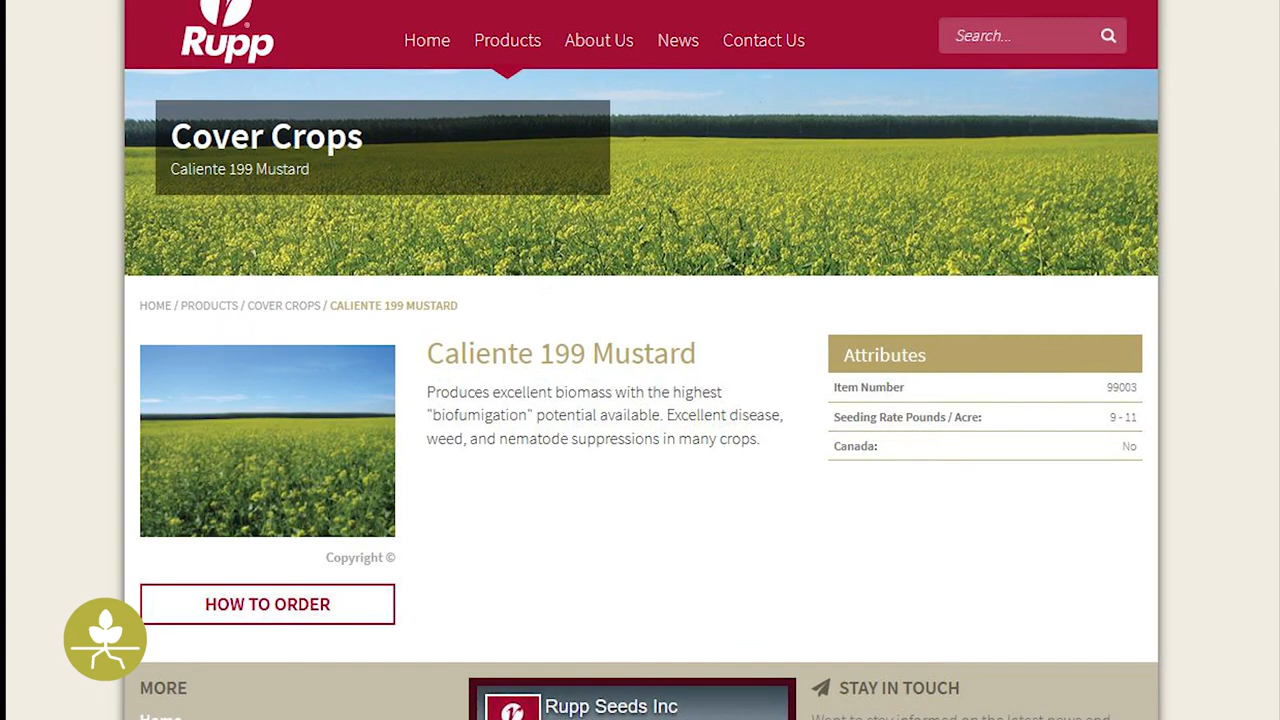 Rupp
Home Products About Us News Contact Us
Search...
Cover Crops
Caliente 199 Mustard
HOME / PRODUCTS / COVER CROPS / CALIENTE 199 MUSTARD
Caliente 199 Mustard
Produces excellent biomass with the highest
"biofumigation" potential available. Excellent disease,
weed, and nematode suppressions in many crops.
Attributes
Item Number 99003
Seeding Rate Pounds / Acre: 9 - 11
Canada: No
Copyright ©
HOW TO ORDER
MORE
Home
Rupp Seeds Inc
STAY IN TOUCH
Want to stay informed on the latest news and